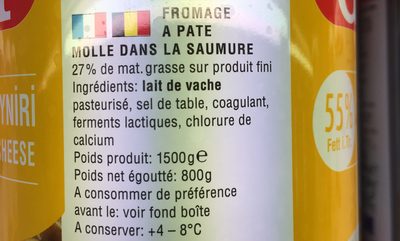 FROMAGE
A PATE
MOLLE DANS LA SAUMURE
27% de mat. grasse sur produit fini
Ingrédients: lait de vache
pasteurisé, sel de table, coagulant,
ferments lactiques, chlorure de
calcium
Poids produit: 1500g℮
Poids net égoutté: 800g
A consommer de préférence
avant le: voir fond boîte
A conserver: +4 – 8°C
YNIRI
CHEESE
55%
Fett i.Tr.